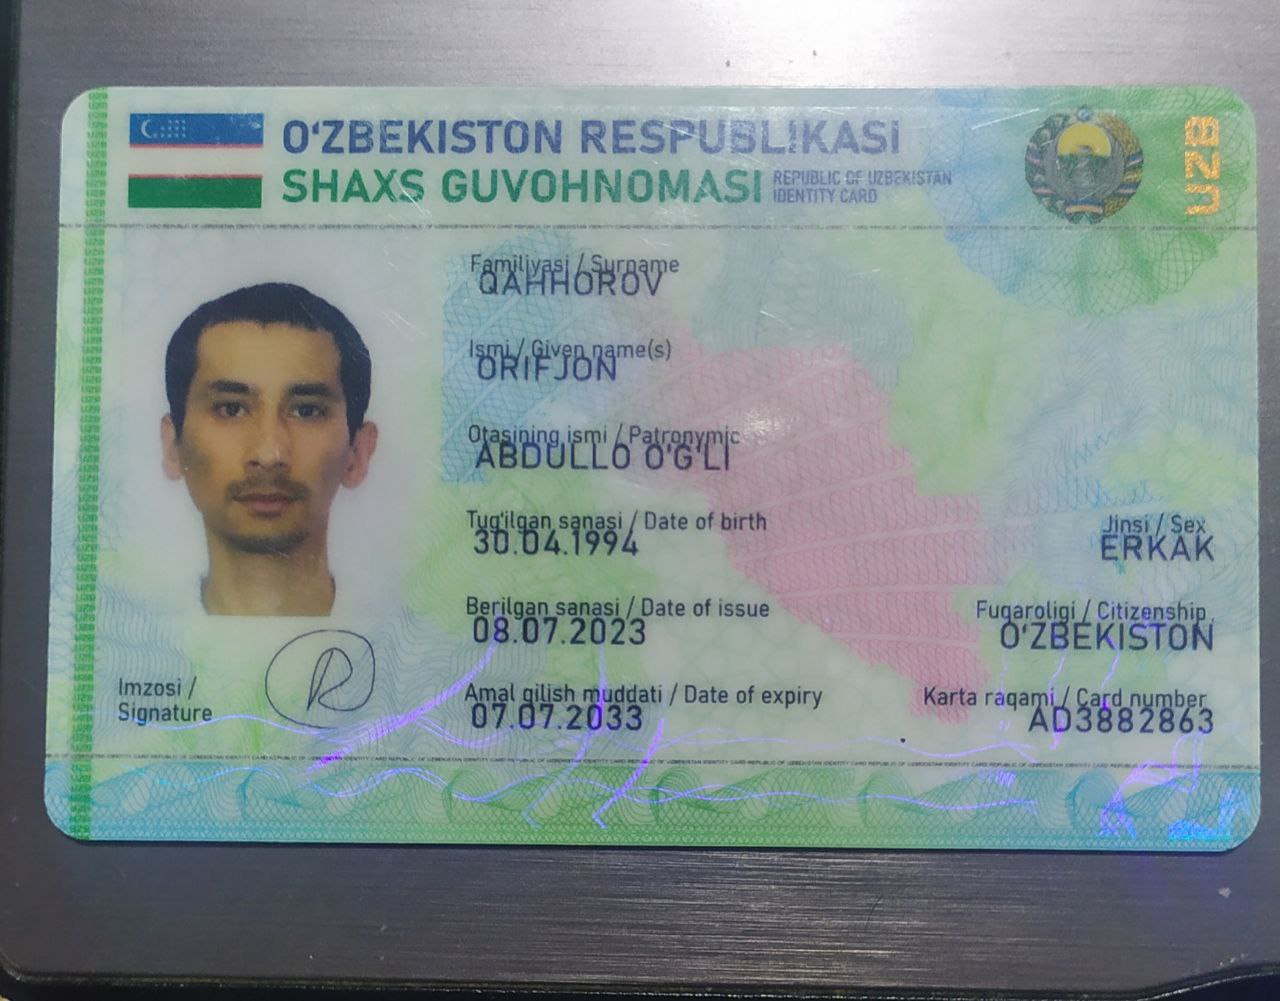 O‘ZBEKISTON RESPUBLIKASI
SHAXS GUVOHNOMASI
REPUBLIC OF UZBEKISTAN
IDENTITY CARD
UZB
Familiyasi / Surname
QAHHOROV
Ismi / Given name(s)
ORIFJON
Otasining ismi / Patronymic
ABDULLO O‘G‘LI
Tug‘ilgan sanasi / Date of birth
30.04.1994
Jinsi / Sex
ERKAK
Berilgan sanasi / Date of issue
08.07.2023
Fuqaroligi / Citizenship
O‘ZBEKISTON
Imzosi /
Signature
Amal qilish muddati / Date of expiry
07.07.2033
Karta raqami / Card number
AD3882863